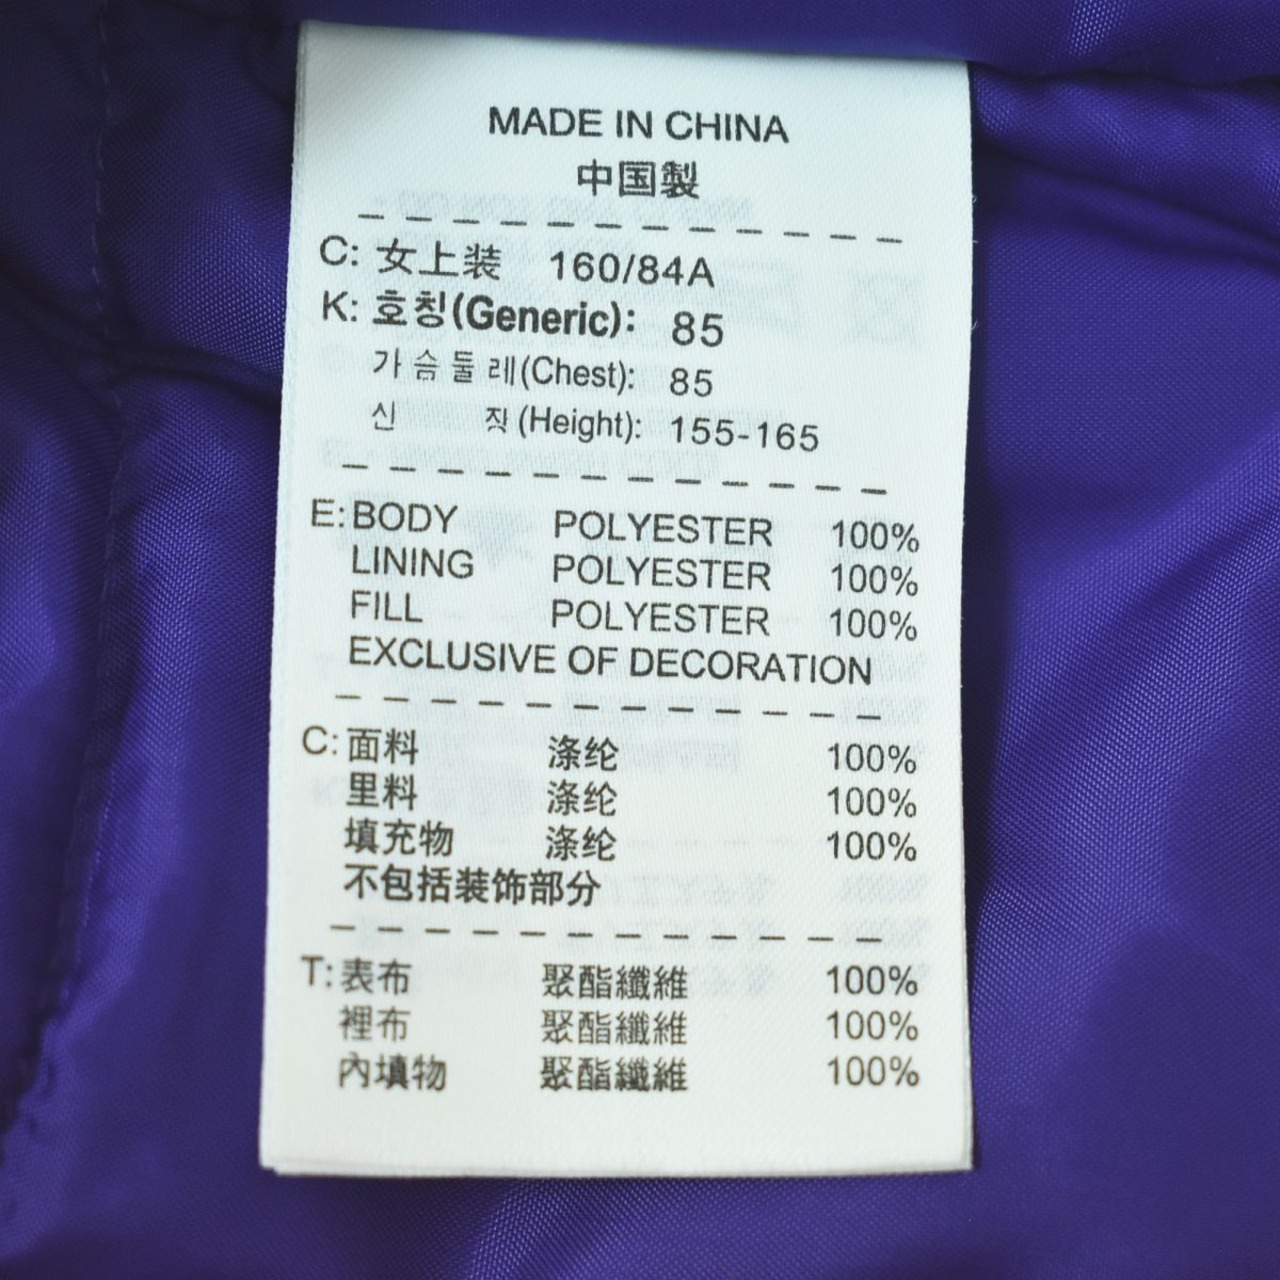 MADE IN CHINA
中国製
C: 女上装 160/84A
K: 호칭(Generic): 85
가슴둘레(Chest): 85
신 장(Height): 155-165
E: BODY POLYESTER 100%
LINING POLYESTER 100%
FILL POLYESTER 100%
EXCLUSIVE OF DECORATION
C: 面料 涤纶 100%
里料 涤纶 100%
填充物 涤纶 100%
不包括装饰部分
T: 表布 聚酯纖維 100%
裡布 聚酯纖維 100%
內填物 聚酯纖維 100%